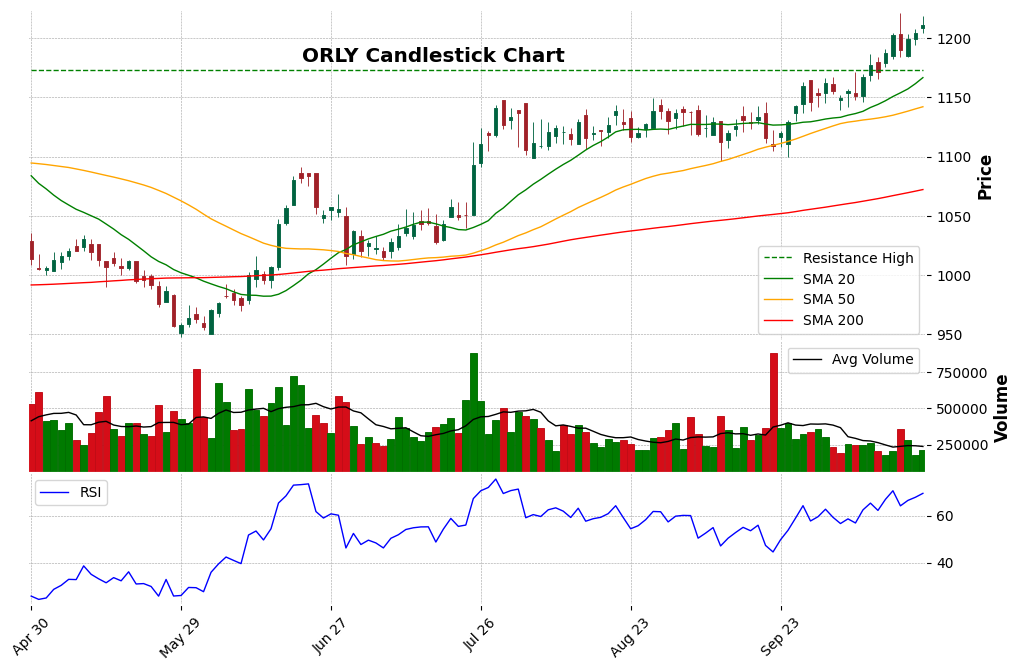 ORLY Candlestick Chart
1200
1150
1100
1050
1000
950
Price
Resistance High
SMA 20
SMA 50
SMA 200
Avg Volume
750000
500000
250000
Volume
RSI
60
40
Apr 30
May 29
Jun 27
Jul 26
Aug 23
Sep 23